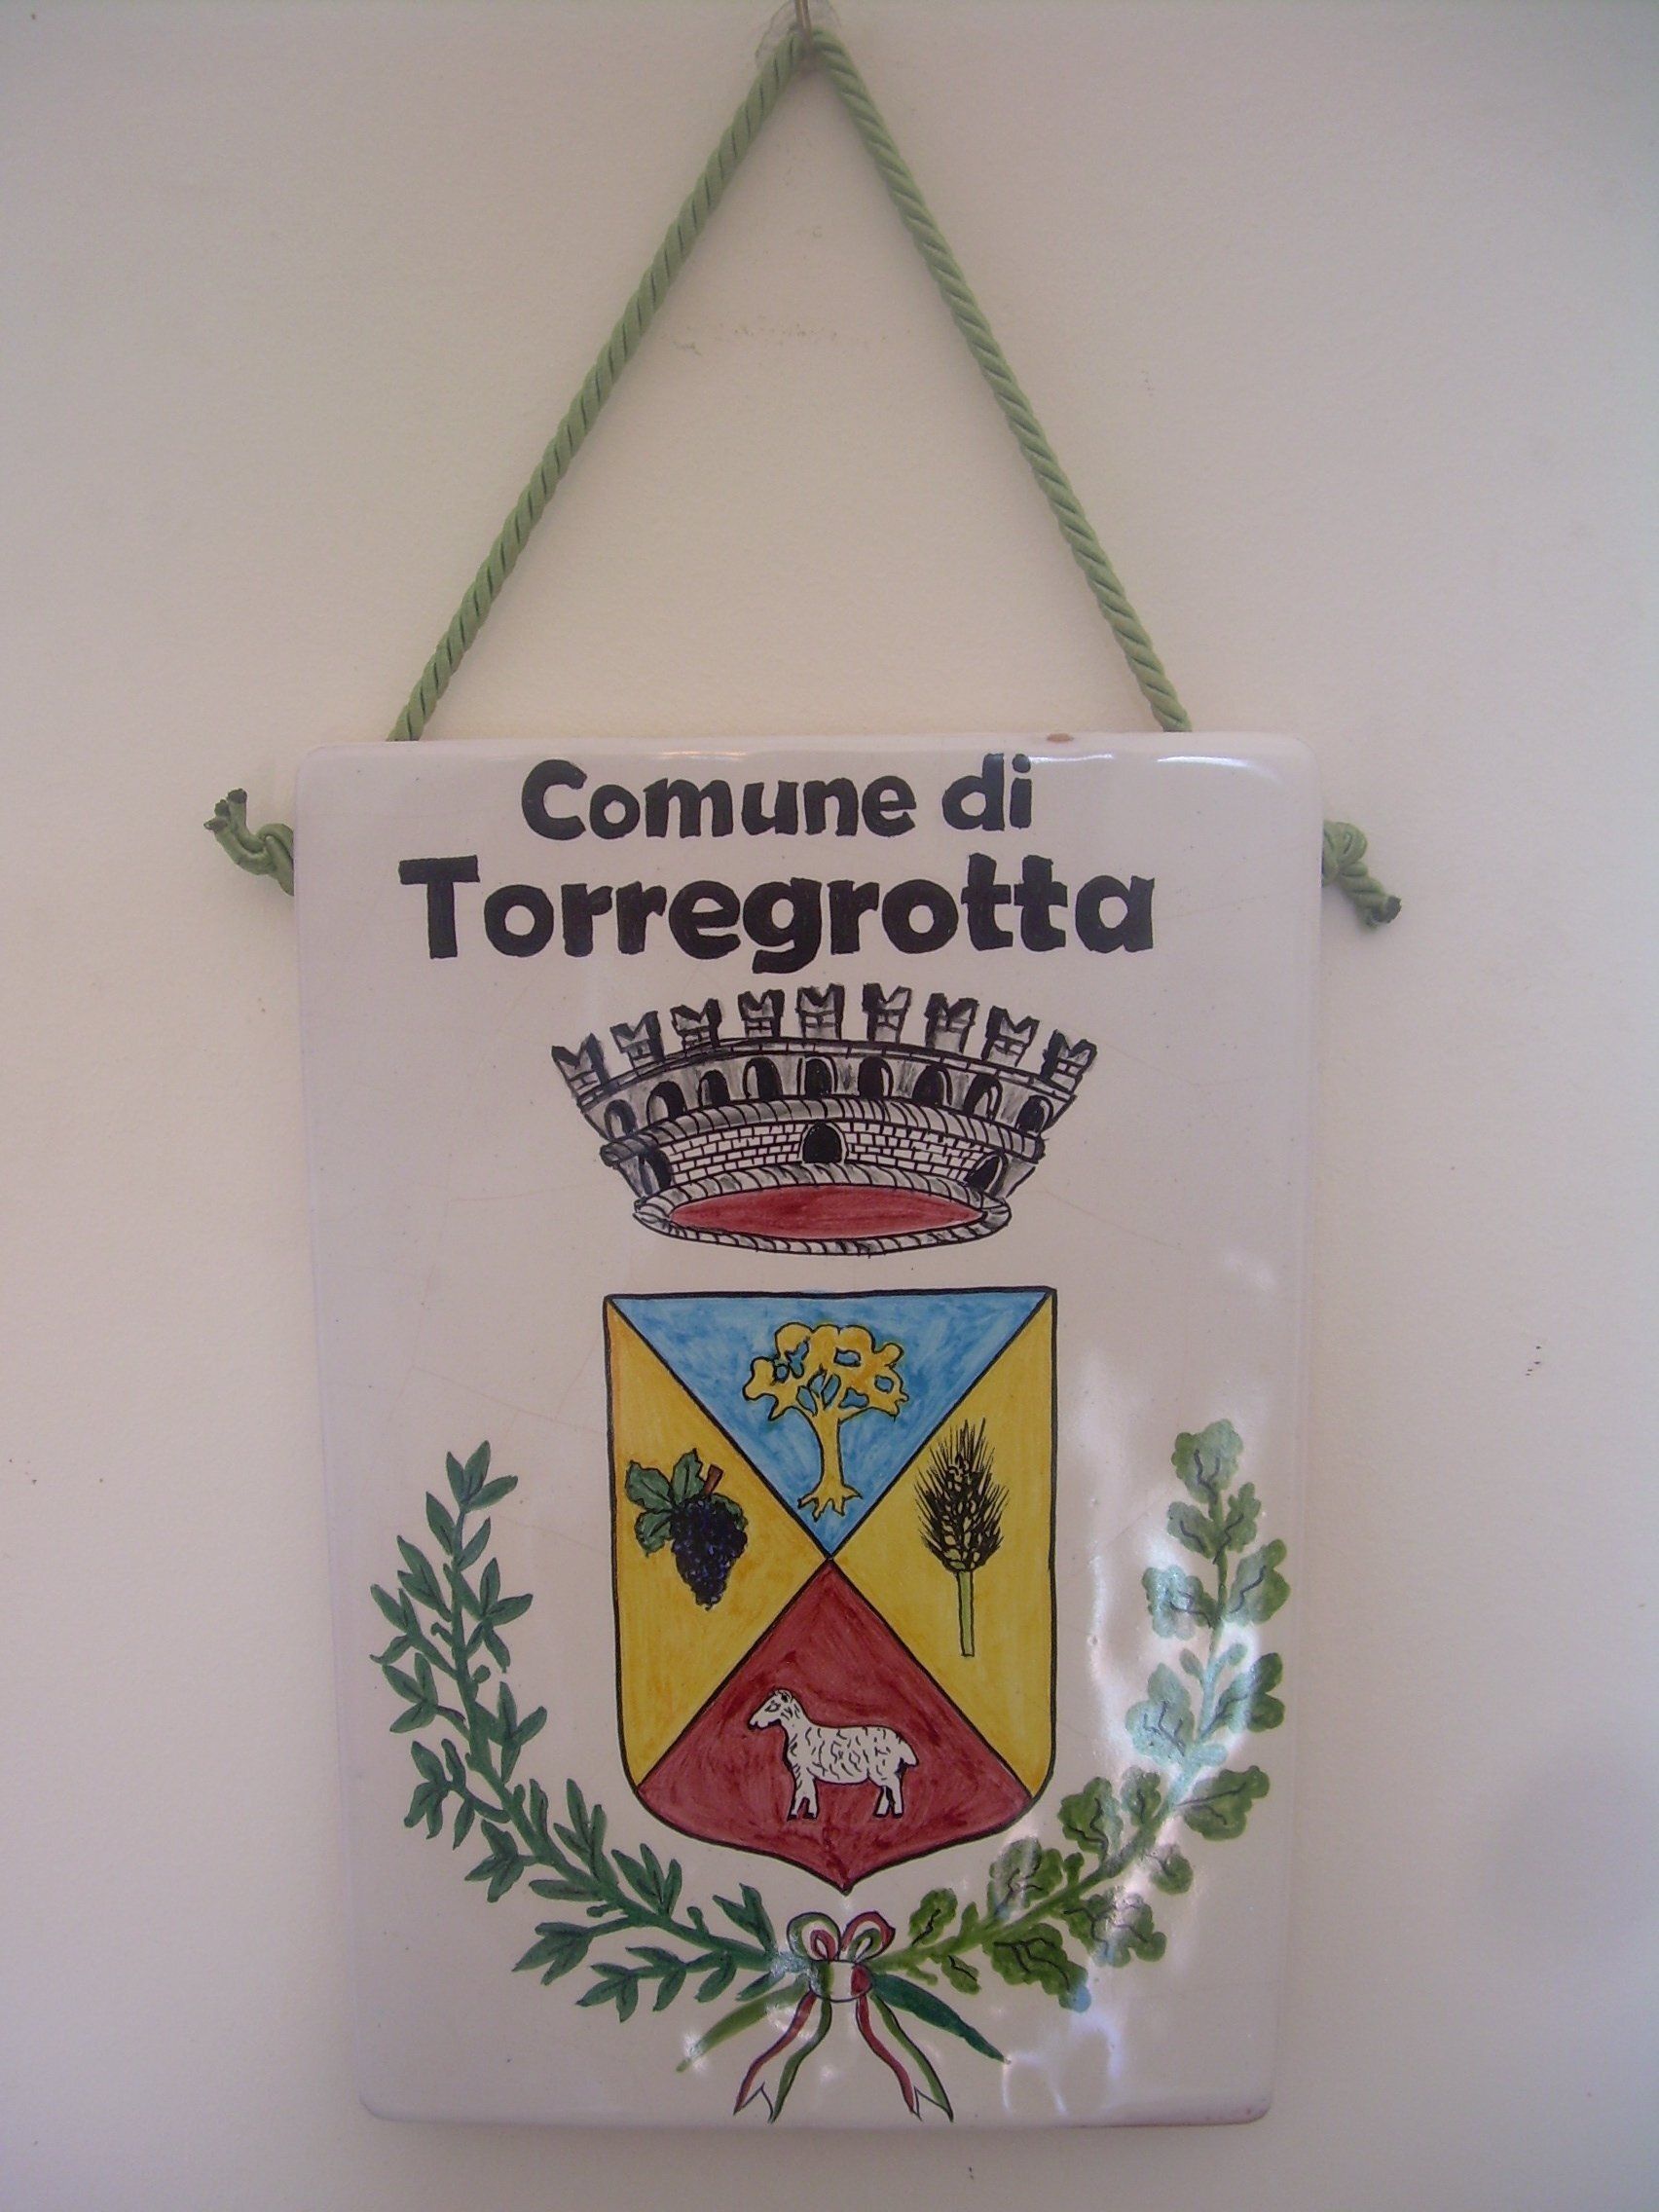 Comune di
Torregrotta